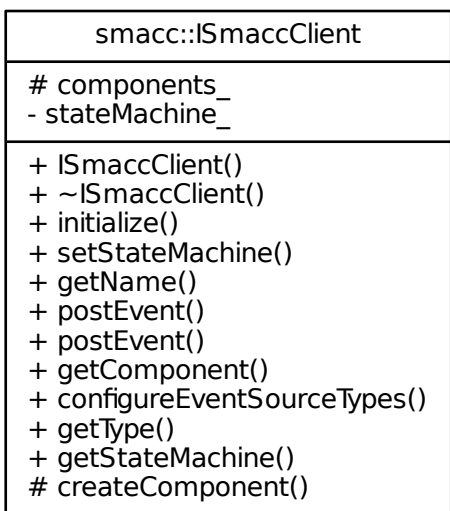 smacc::ISmaccClient
# components_
- stateMachine_
+ ISmaccClient()
+ ~ISmaccClient()
+ initialize()
+ setStateMachine()
+ getName()
+ postEvent()
+ postEvent()
+ getComponent()
+ configureEventSourceTypes()
+ getType()
+ getStateMachine()
# createComponent()